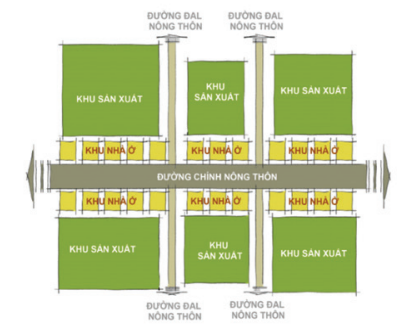 ĐƯỜNG ĐAL
NÔNG THÔN
ĐƯỜNG ĐAL
NÔNG THÔN
KHU SẢN XUẤT
KHU
SẢN XUẤT
KHU SẢN XUẤT
KHU NHÀ Ở
KHU NHÀ Ở
KHU NHÀ Ở
ĐƯỜNG CHÍNH NÔNG THÔN
KHU NHÀ Ở
KHU NHÀ Ở
KHU NHÀ Ở
KHU SẢN XUẤT
KHU
SẢN XUẤT
KHU SẢN XUẤT
ĐƯỜNG ĐAL
NÔNG THÔN
ĐƯỜNG ĐAL
NÔNG THÔN